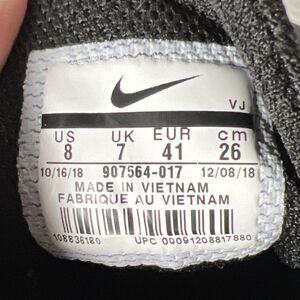 VJ
US UK EUR cm
8 7 41 26
10/16/18 907564-017 12/08/18
MADE IN VIETNAM
FABRIQUE AU VIETNAM
108836180 UPC 00091208817880